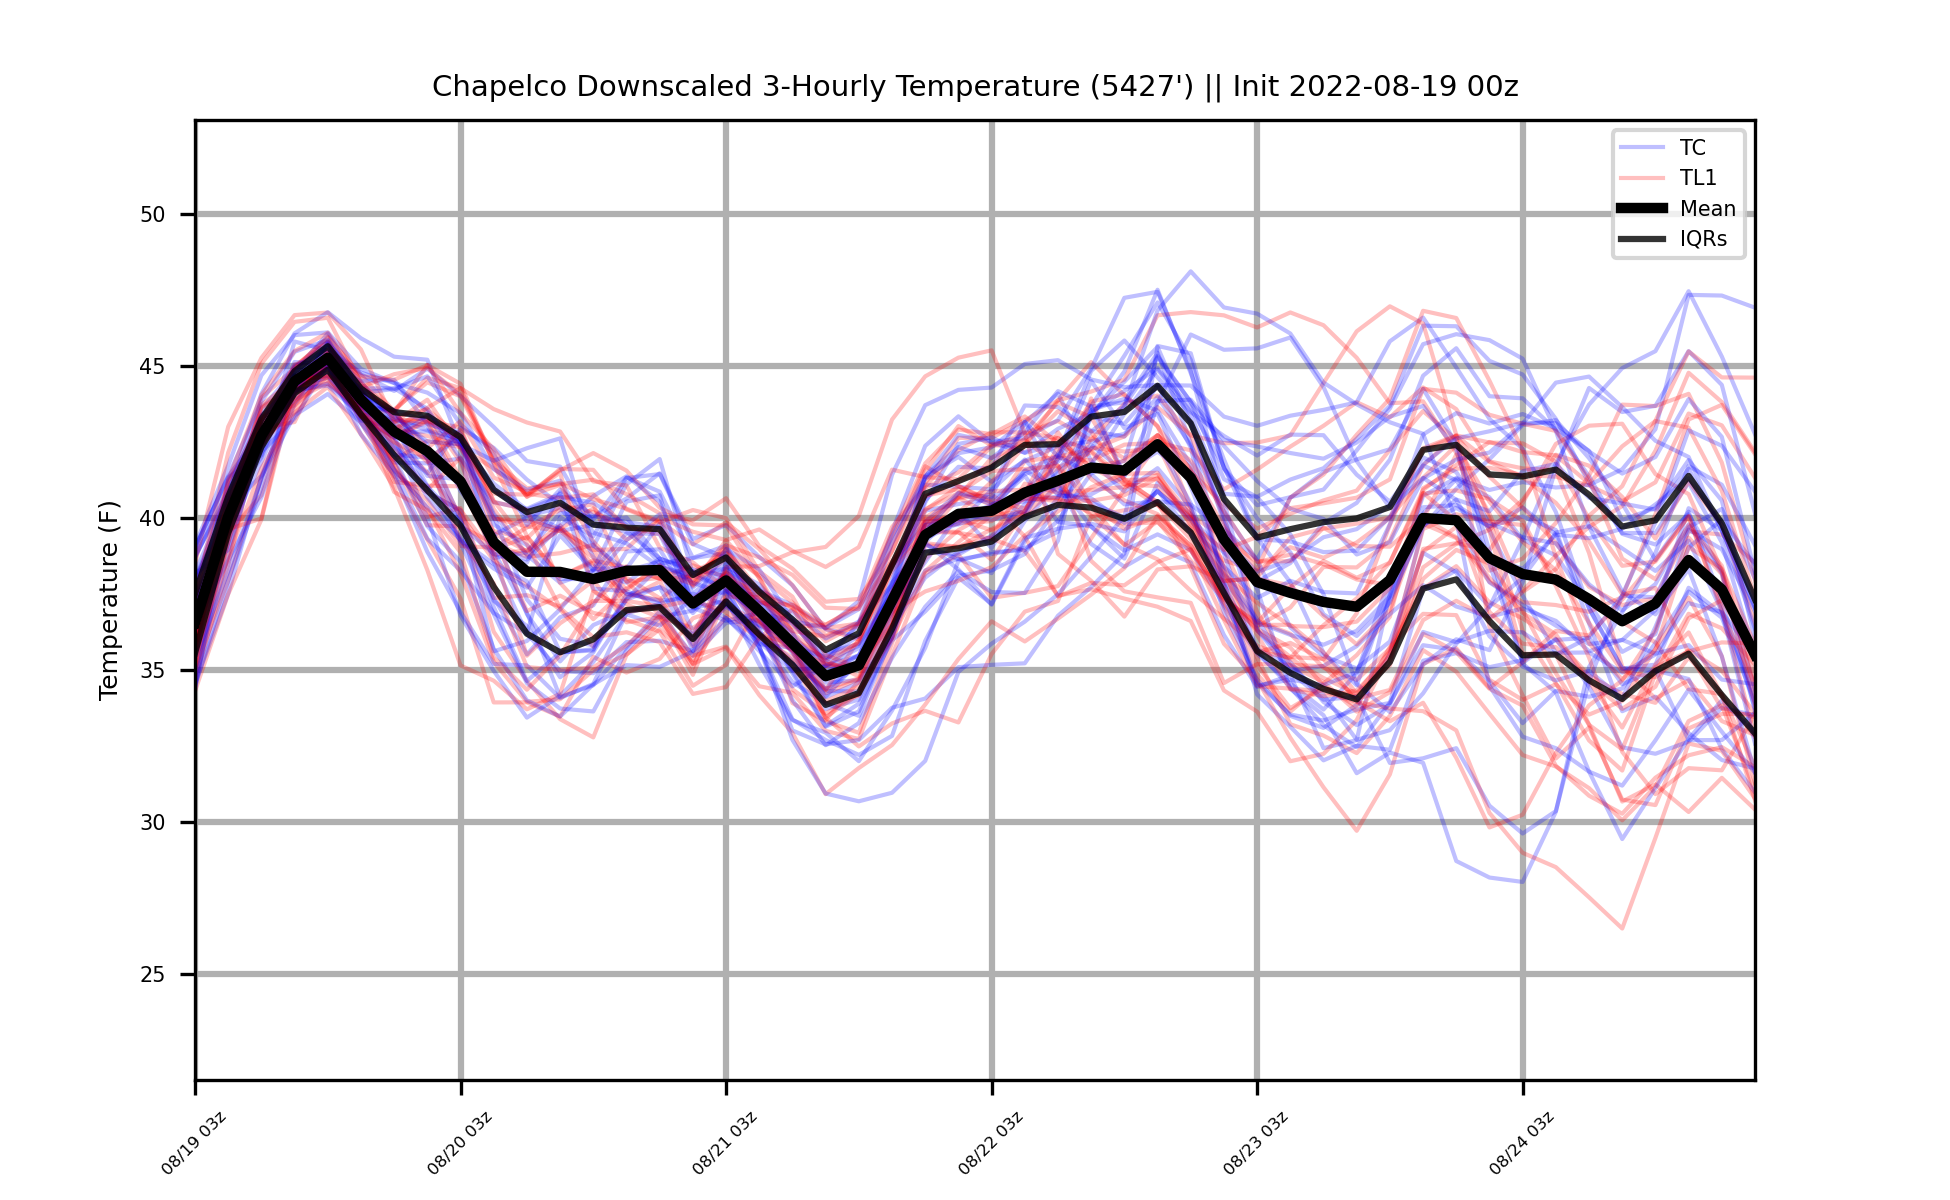 Chapelco Downscaled 3-Hourly Temperature (5427') || Init 2022-08-19 00z
TC
TL1
Mean
IQRs
Temperature (F)
50
45
40
35
30
25
08/19 03z
08/20 03z
08/21 03z
08/22 03z
08/23 03z
08/24 03z